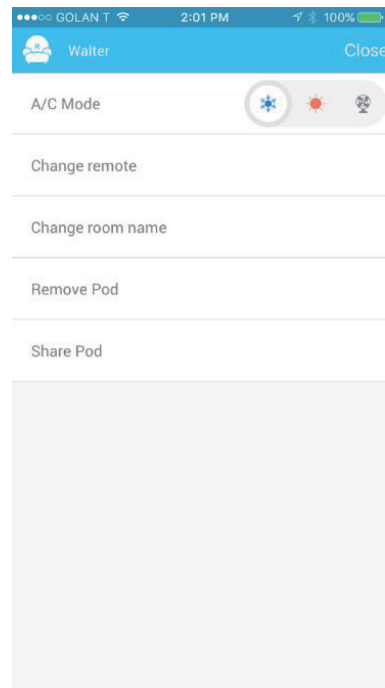 GOLAN T 2:01 PM 100%
Walter Close
A/C Mode
Change remote
Change room name
Remove Pod
Share Pod